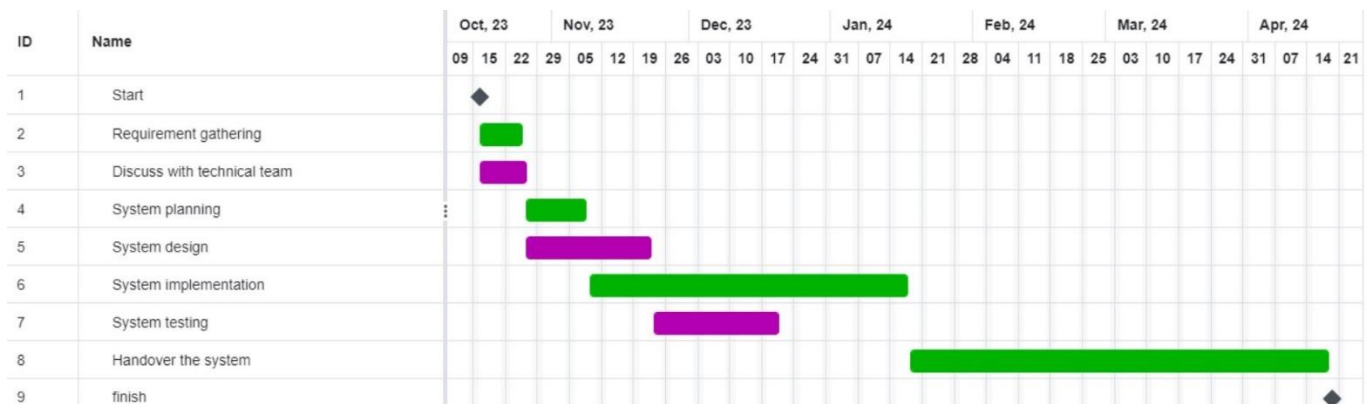 Oct, 23 Nov, 23 Dec, 23 Jan, 24 Feb, 24 Mar, 24 Apr, 24
ID Name
09 15 22 29 05 12 19 26 03 10 17 24 31 07 14 21 28 04 11 18 25 03 10 17 24 31 07 14 21
1 Start
2 Requirement gathering
3 Discuss with technical team
4 System planning
5 System design
6 System implementation
7 System testing
8 Handover the system
9 finish